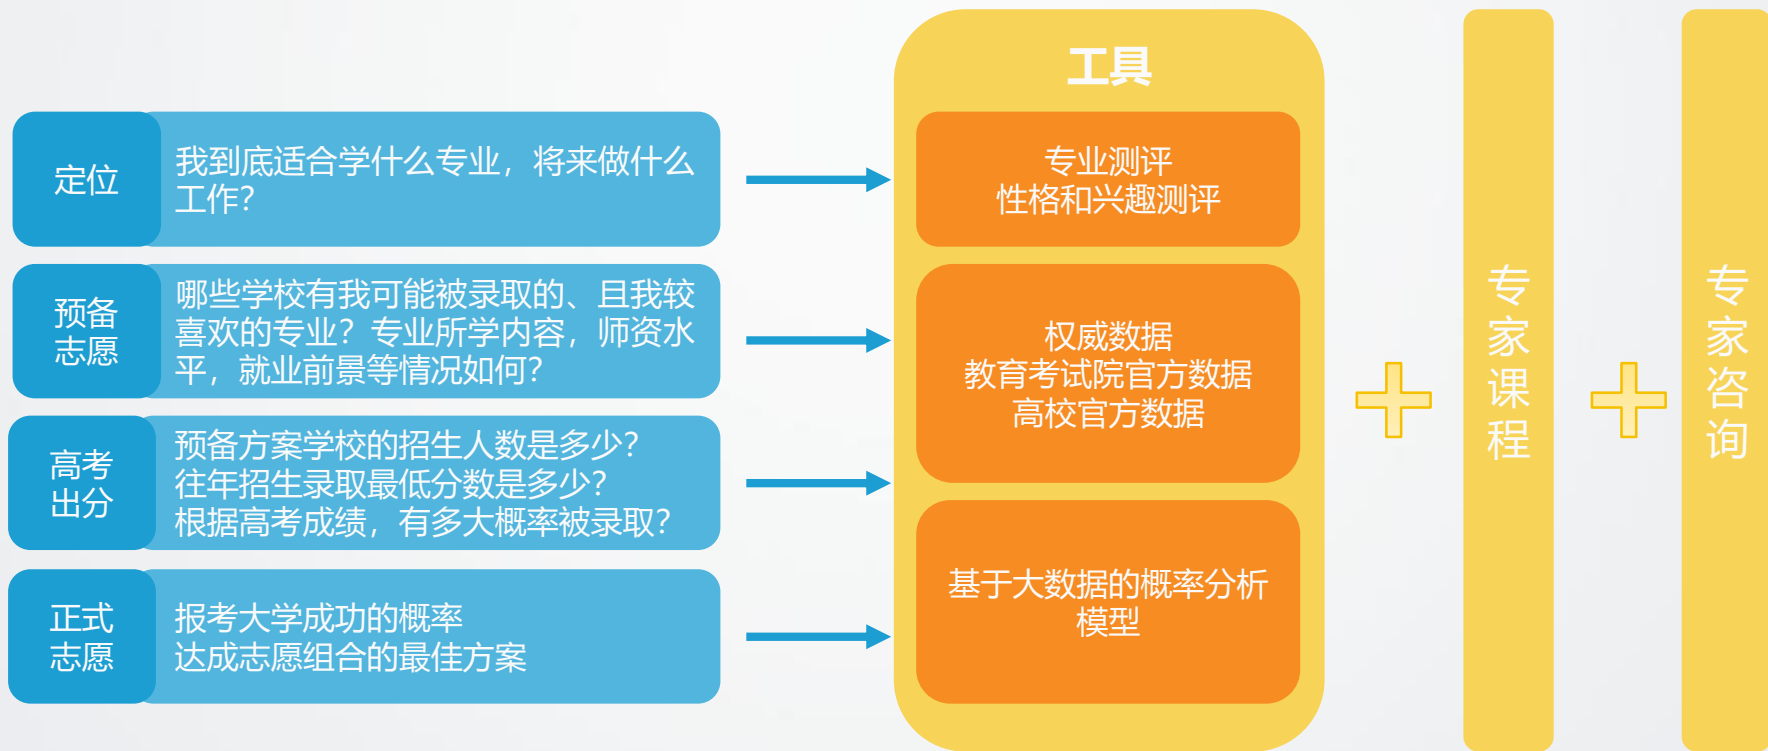 定位
我到底适合学什么专业，将来做什么
工作？
预备
志愿
哪些学校有我可能被录取的、且我较
喜欢的专业？专业所学内容，师资水
平，就业前景等情况如何？
高考
出分
预备方案学校的招生人数是多少？
往年招生录取最低分数是多少？
根据高考成绩，有多大概率被录取？
正式
志愿
报考大学成功的概率
达成志愿组合的最佳方案
工具
专业测评
性格和兴趣测评
权威数据
教育考试院官方数据
高校官方数据
基于大数据的概率分析
模型
专家课程
专家咨询